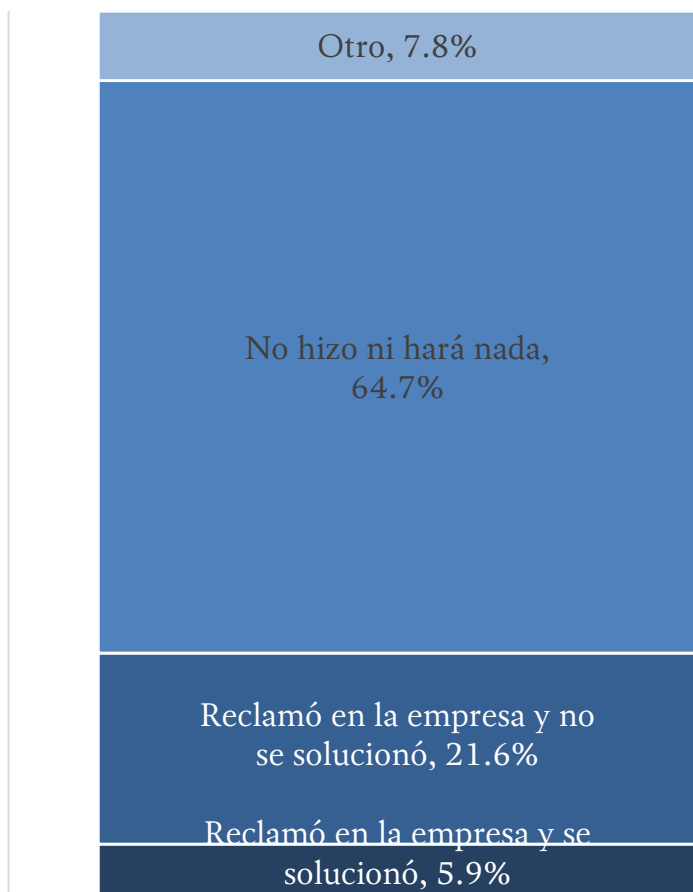 Otro, 7.8%
No hizo ni hará nada,
64.7%
Reclamó en la empresa y no
se solucionó, 21.6%
Reclamó en la empresa y se
solucionó, 5.9%